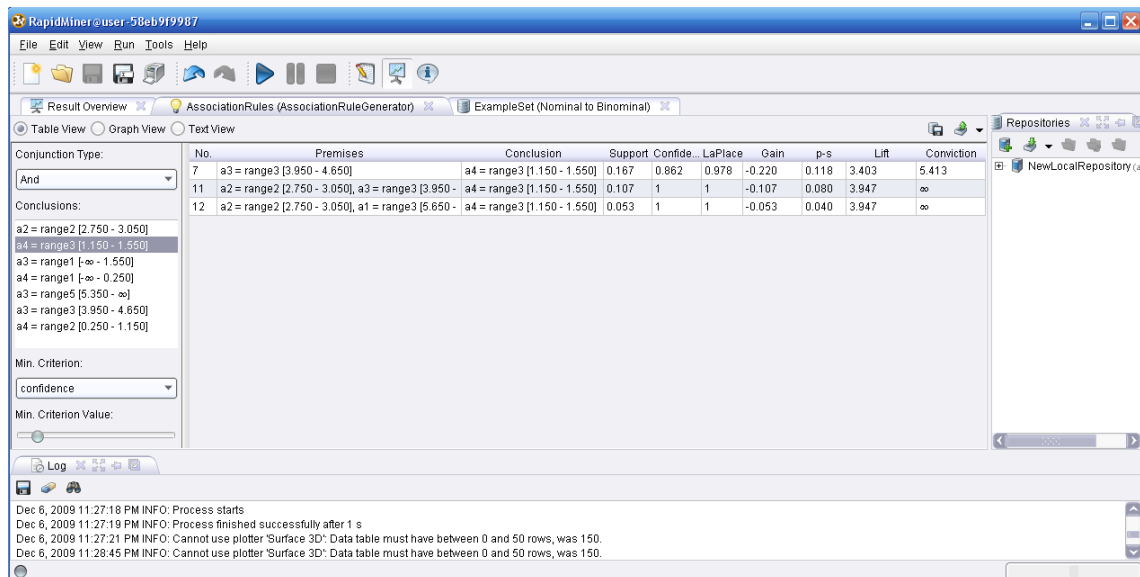 RapidMiner@user-58eb9f9987
File Edit View Run Tools Help
Result Overview AssociationRules (AssociationRuleGenerator) ExampleSet (Nominal to Binominal)
Table View Graph View Text View
Repositories
NewLocalRepository
Conjunction Type:
And
Conclusions:
a2 = range2 [2.750 - 3.050]
a4 = range3 [1.150 - 1.550]
a3 = range1 [-∞ - 1.550]
a4 = range1 [-∞ - 0.250]
a3 = range5 [5.350 - ∞]
a3 = range3 [3.950 - 4.650]
a4 = range2 [0.250 - 1.150]
Min. Criterion:
confidence
Min. Criterion Value:
No. Premises Conclusion Support Confide... LaPlace Gain p-s Lift Conviction
7 a3 = range3 [3.950 - 4.650] a4 = range3 [1.150 - 1.550] 0.167 0.862 0.978 -0.220 0.118 3.403 5.413
11 a2 = range2 [2.750 - 3.050], a3 = range3 [3.950 - a4 = range3 [1.150 - 1.550] 0.107 1 1 -0.107 0.080 3.947 ∞
12 a2 = range2 [2.750 - 3.050], a1 = range3 [5.650 - a4 = range3 [1.150 - 1.550] 0.053 1 1 -0.053 0.040 3.947 ∞
Log
Dec 6, 2009 11:27:18 PM INFO: Process starts
Dec 6, 2009 11:27:19 PM INFO: Process finished successfully after 1 s
Dec 6, 2009 11:27:21 PM INFO: Cannot use plotter 'Surface 3D': Data table must have between 0 and 50 rows, was 150.
Dec 6, 2009 11:28:45 PM INFO: Cannot use plotter 'Surface 3D': Data table must have between 0 and 50 rows, was 150.